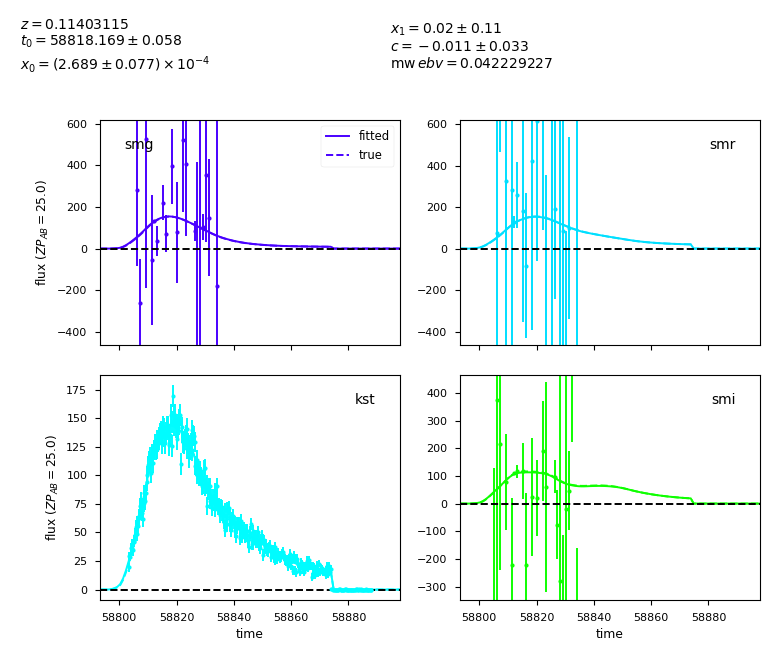 z = 0.11403115
t₀ = 58818.169 ± 0.058
x₀ = (2.689 ± 0.077) × 10⁻⁴
x₁ = 0.02 ± 0.11
c = −0.011 ± 0.033
mw ebv = 0.042229227
600
400
200
0
−200
−400
flux (ZP_AB = 25.0)
smg
fitted
true
600
400
200
0
−200
−400
smr
175
150
125
100
75
50
25
0
flux (ZP_AB = 25.0)
kst
58800 58820 58840 58860 58880
time
400
300
200
100
0
−100
−200
−300
smi
58800 58820 58840 58860 58880
time